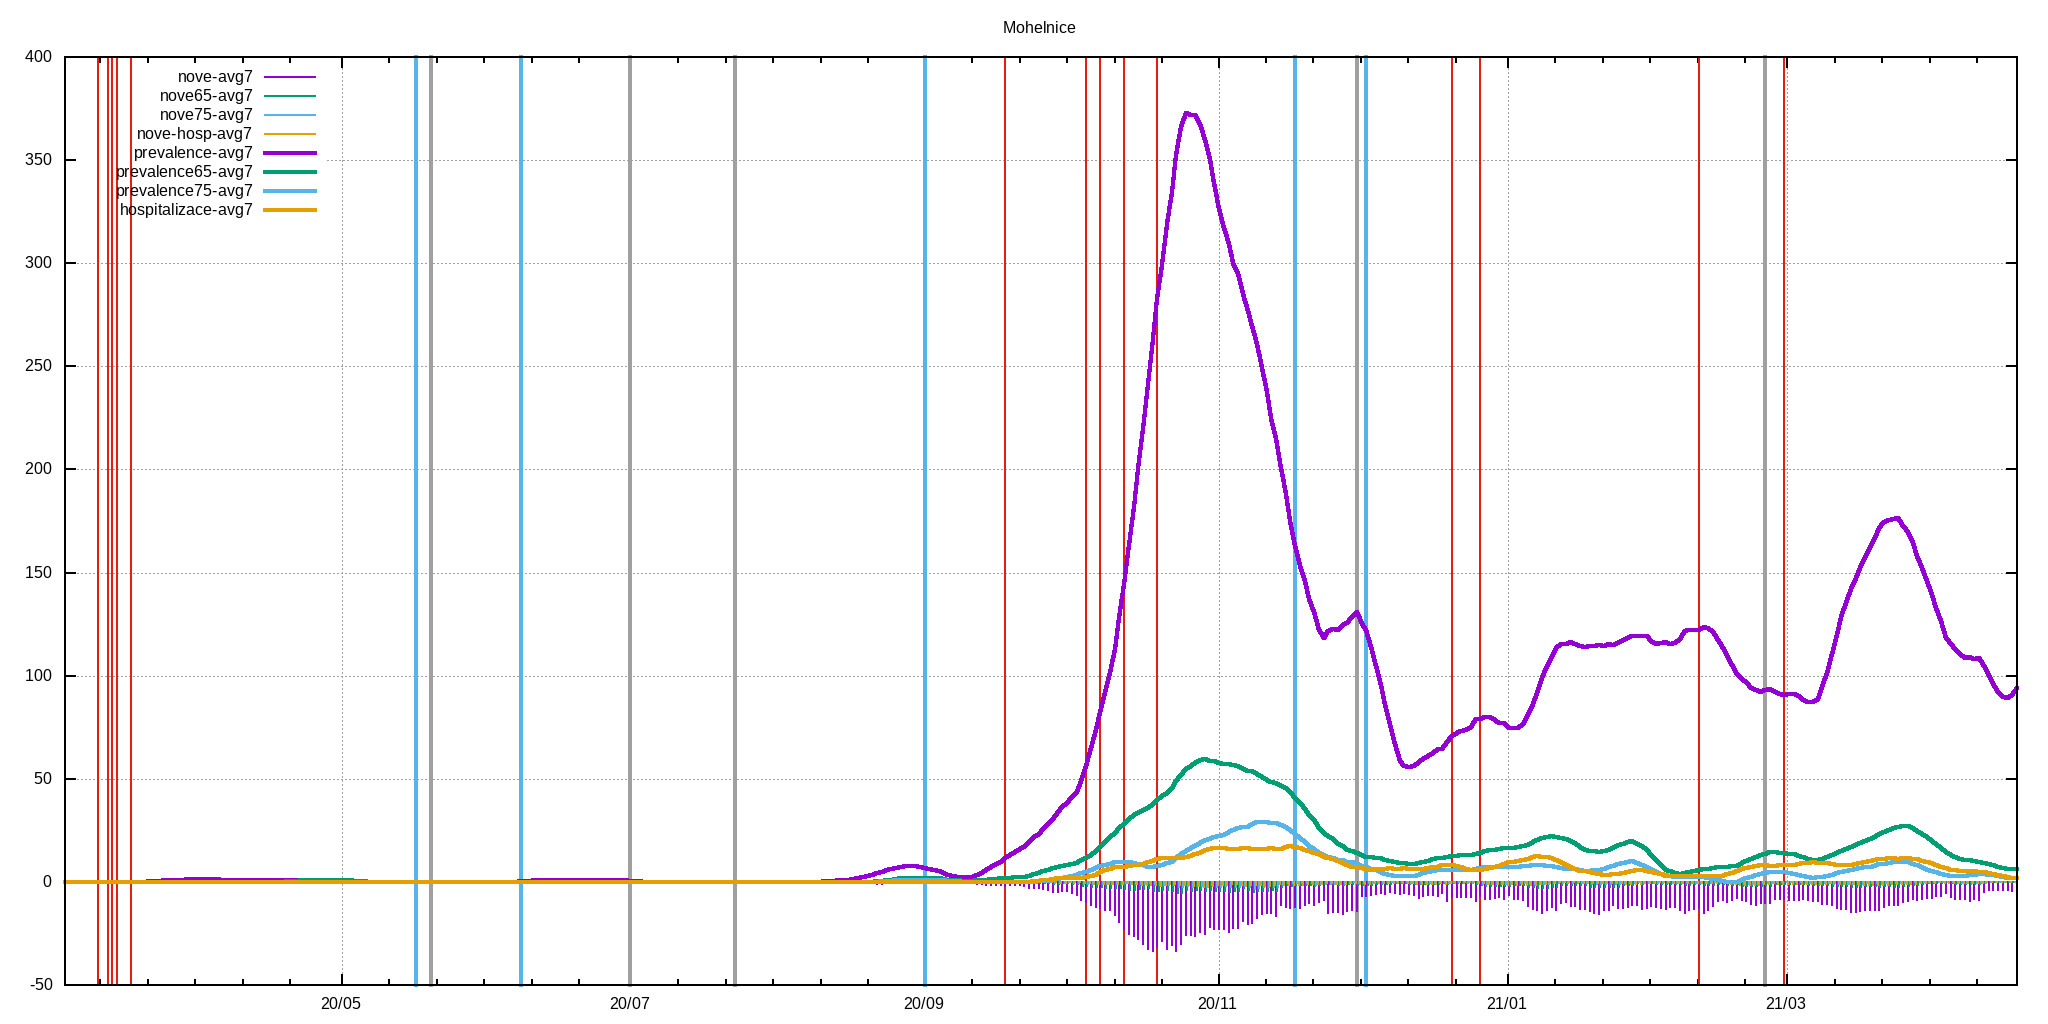 Mohelnice
400
350
300
250
200
150
100
50
0
-50
nove-avg7
nove65-avg7
nove75-avg7
nove-hosp-avg7
prevalence-avg7
prevalence65-avg7
prevalence75-avg7
hospitalizace-avg7
20/05 20/07 20/09 20/11 21/01 21/03